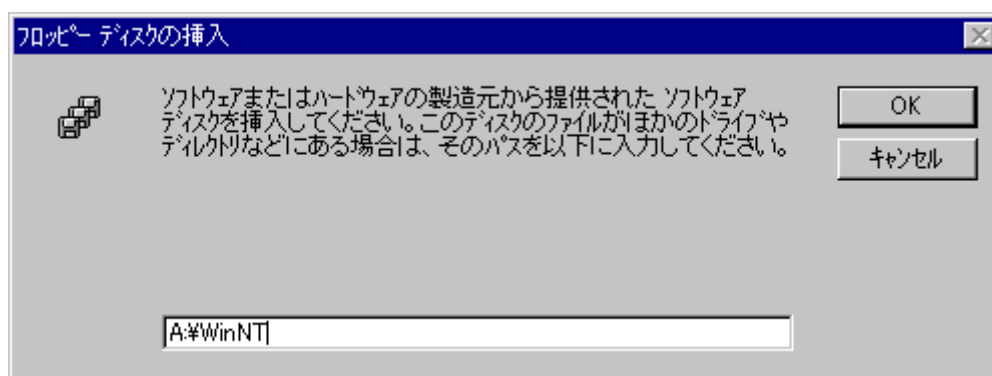 フロッピー ディスクの挿入
ソフトウェアまたはハードウェアの製造元から提供された ソフトウェア
ディスクを挿入してください。このディスクのファイルがほかのドライブや
ディレクトリなどにある場合は、そのパスを以下に入力してください。
OK
キャンセル
A:¥WinNT